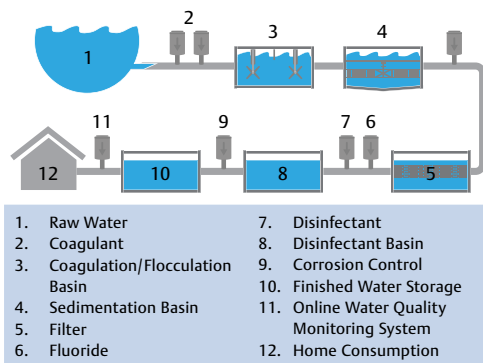 2
3
4
1
11
9
7
6
12
10
8
5
1. Raw Water
2. Coagulant
3. Coagulation/Flocculation
Basin
4. Sedimentation Basin
5. Filter
6. Fluoride
7. Disinfectant
8. Disinfectant Basin
9. Corrosion Control
10. Finished Water Storage
11. Online Water Quality
Monitoring System
12. Home Consumption